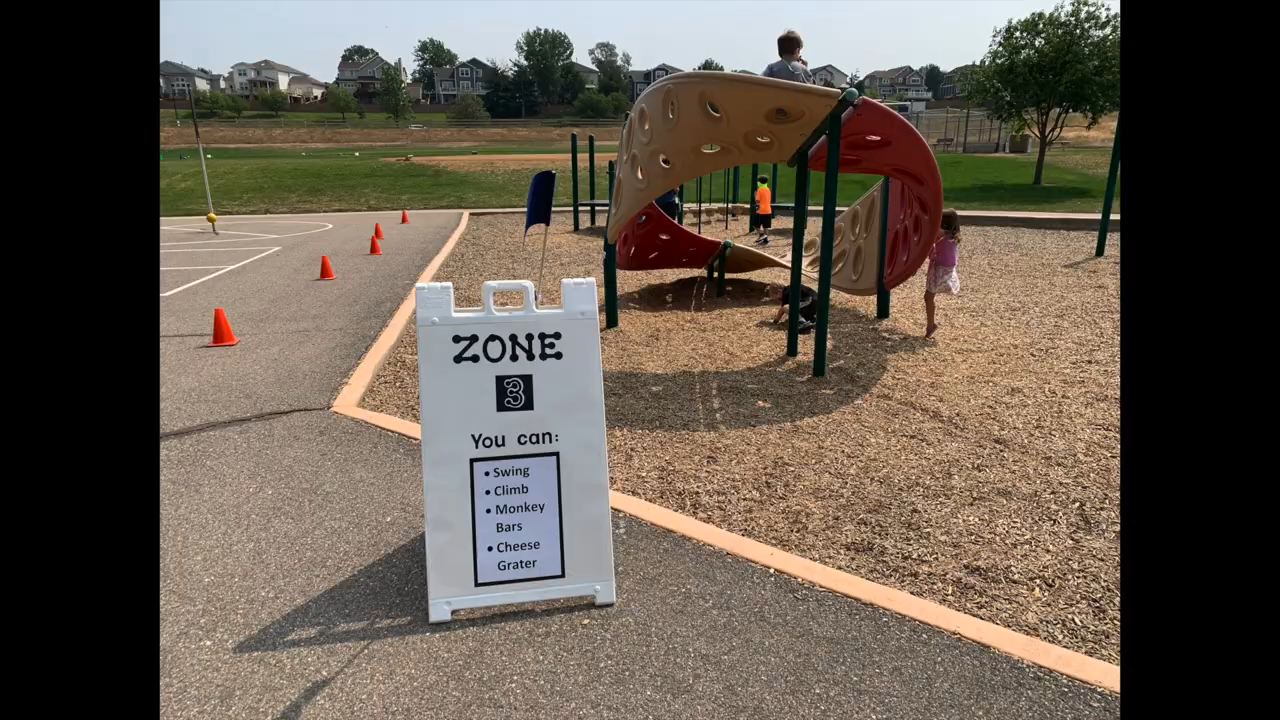 ZONE
3
You can:
• Swing
• Climb
• Monkey
Bars
• Cheese
Grater